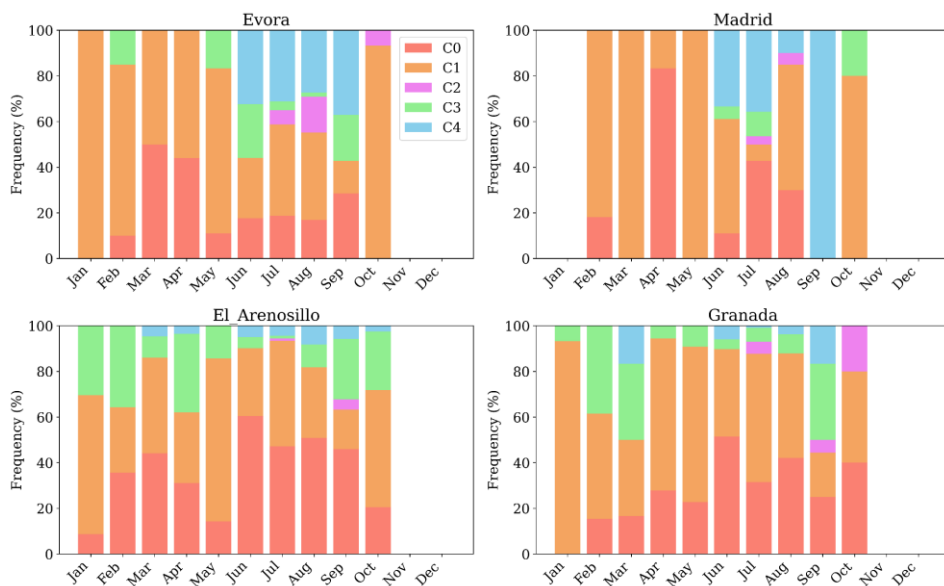 Evora
Frequency (%)
100
80
60
40
20
0
Jan Feb Mar Apr May Jun Jul Aug Sep Oct Nov Dec
C0
C1
C2
C3
C4
Madrid
Frequency (%)
100
80
60
40
20
0
Jan Feb Mar Apr May Jun Jul Aug Sep Oct Nov Dec
El_Arenosillo
Frequency (%)
100
80
60
40
20
0
Jan Feb Mar Apr May Jun Jul Aug Sep Oct Nov Dec
Granada
Frequency (%)
100
80
60
40
20
0
Jan Feb Mar Apr May Jun Jul Aug Sep Oct Nov Dec